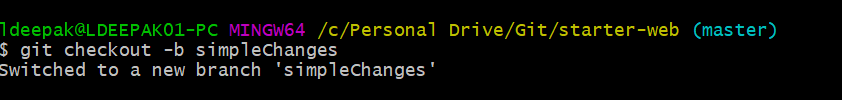 ldeepak@LDEEPAK01-PC MINGW64 /c/Personal Drive/Git/starter-web (master)
$ git checkout -b simpleChanges
Switched to a new branch 'simpleChanges'